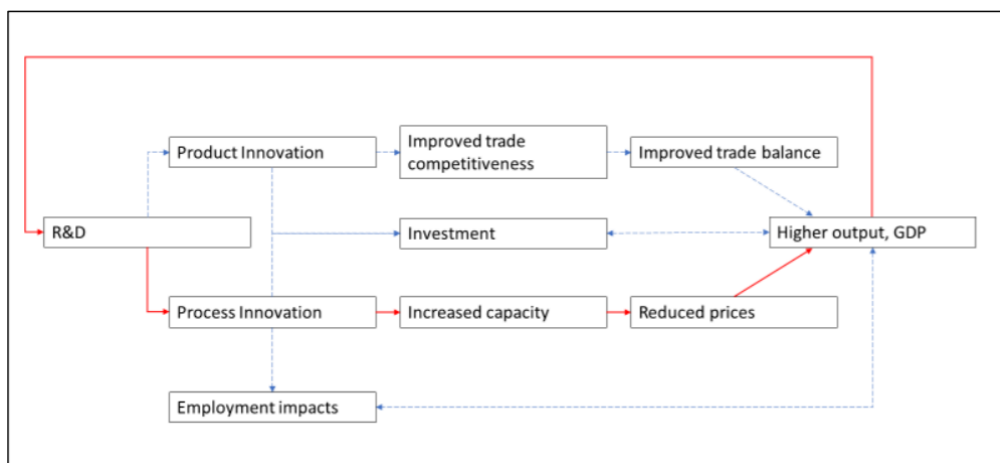 Product Innovation
Improved trade
competitiveness
Improved trade balance
R&D
Investment
Higher output, GDP
Process Innovation
Increased capacity
Reduced prices
Employment impacts